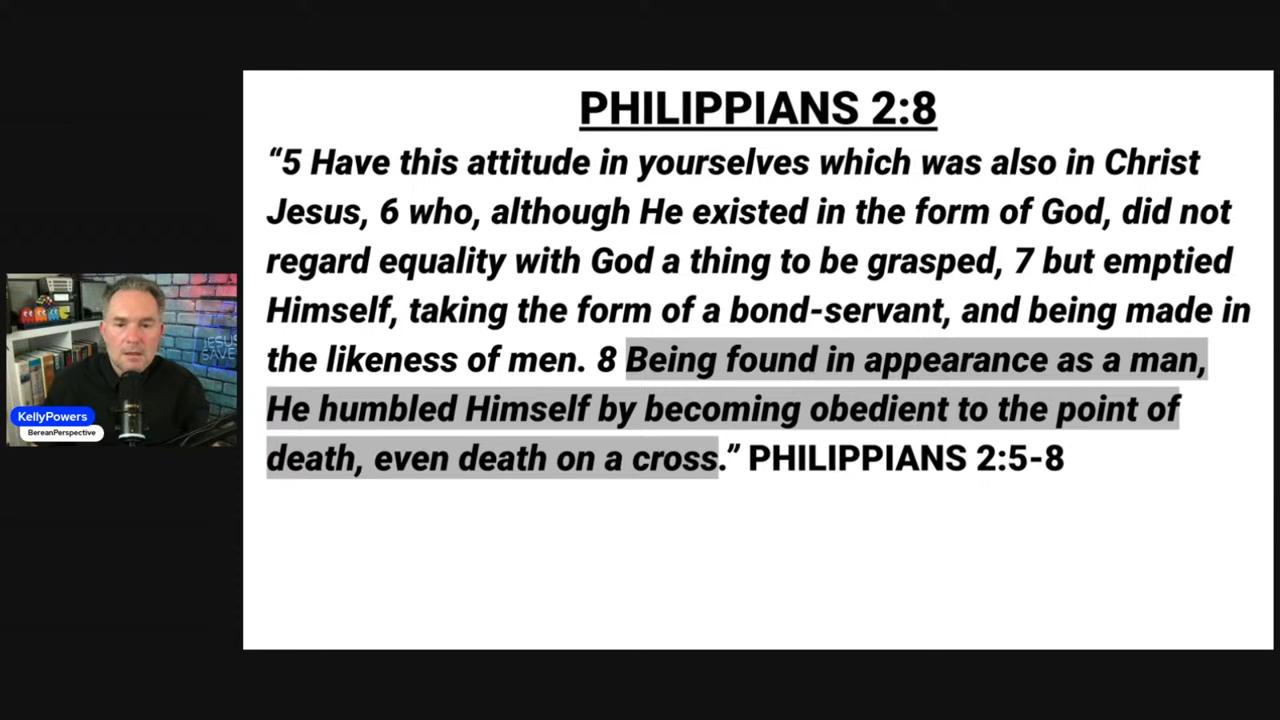 PHILIPPIANS 2:8
“5 Have this attitude in yourselves which was also in Christ
Jesus, 6 who, although He existed in the form of God, did not
regard equality with God a thing to be grasped, 7 but emptied
Himself, taking the form of a bond-servant, and being made in
the likeness of men. 8 Being found in appearance as a man,
He humbled Himself by becoming obedient to the point of
death, even death on a cross.” PHILIPPIANS 2:5-8
JESUS
SAVE
KellyPowers
BereanPerspective